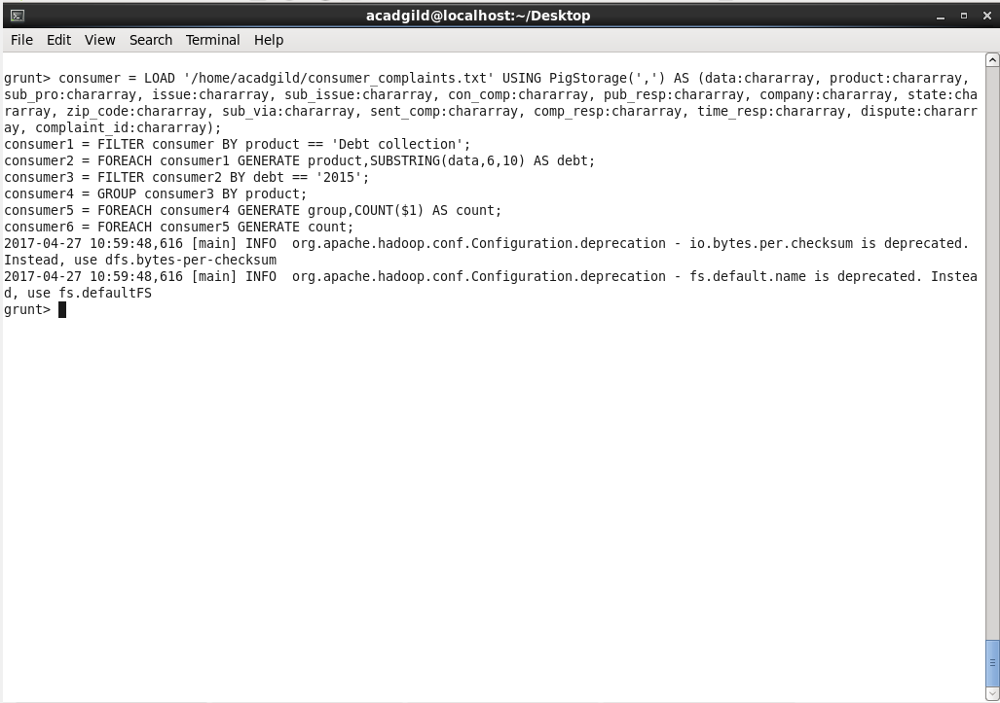 acadgild@localhost:~/Desktop
File Edit View Search Terminal Help
grunt> consumer = LOAD '/home/acadgild/consumer_complaints.txt' USING PigStorage(',') AS (data:chararray, product:chararray,
sub_pro:chararray, issue:chararray, sub_issue:chararray, con_comp:chararray, pub_resp:chararray, company:chararray, state:cha
rarray, zip_code:chararray, sub_via:chararray, sent_comp:chararray, comp_resp:chararray, time_resp:chararray, dispute:chararr
ay, complaint_id:chararray);
consumer1 = FILTER consumer BY product == 'Debt collection';
consumer2 = FOREACH consumer1 GENERATE product,SUBSTRING(data,6,10) AS debt;
consumer3 = FILTER consumer2 BY debt == '2015';
consumer4 = GROUP consumer3 BY product;
consumer5 = FOREACH consumer4 GENERATE group,COUNT($1) AS count;
consumer6 = FOREACH consumer5 GENERATE count;
2017-04-27 10:59:48,616 [main] INFO  org.apache.hadoop.conf.Configuration.deprecation - io.bytes.per.checksum is deprecated.
Instead, use dfs.bytes-per-checksum
2017-04-27 10:59:48,616 [main] INFO  org.apache.hadoop.conf.Configuration.deprecation - fs.default.name is deprecated. Instea
d, use fs.defaultFS
grunt>